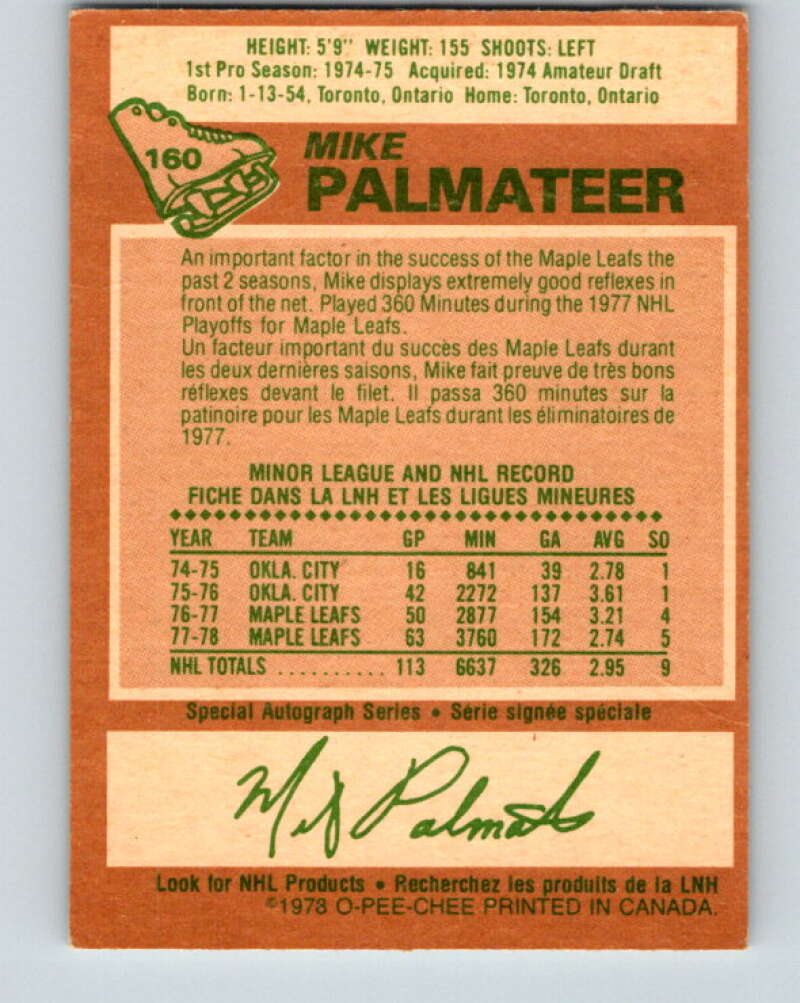 HEIGHT: 5'9" WEIGHT: 155 SHOOTS: LEFT
1st Pro Season: 1974-75 Acquired: 1974 Amateur Draft
Born: 1-13-54, Toronto, Ontario Home: Toronto, Ontario
160
MIKE
PALMATEER
An important factor in the success of the Maple Leafs the
past 2 seasons, Mike displays extremely good reflexes in
front of the net. Played 360 Minutes during the 1977 NHL
Playoffs for Maple Leafs.
Un facteur important du succès des Maple Leafs durant
les deux dernières saisons, Mike fait preuve de très bons
réflexes devant le filet. Il passa 360 minutes sur la
patinoire pour les Maple Leafs durant les éliminatoires de
1977.
MINOR LEAGUE AND NHL RECORD
FICHE DANS LA LNH ET LES LIGUES MINEURES
YEAR TEAM GP MIN GA AVG SO
74-75 OKLA. CITY 16 841 39 2.78 1
75-76 OKLA. CITY 42 2272 137 3.61 1
76-77 MAPLE LEAFS 50 2877 154 3.21 4
77-78 MAPLE LEAFS 63 3760 172 2.74 5
NHL TOTALS .......... 113 6637 326 2.95 9
Special Autograph Series • Série signée spéciale
Mike Palmateer
Look for NHL Products • Recherchez les produits de la LNH
©1978 O-PEE-CHEE PRINTED IN CANADA.